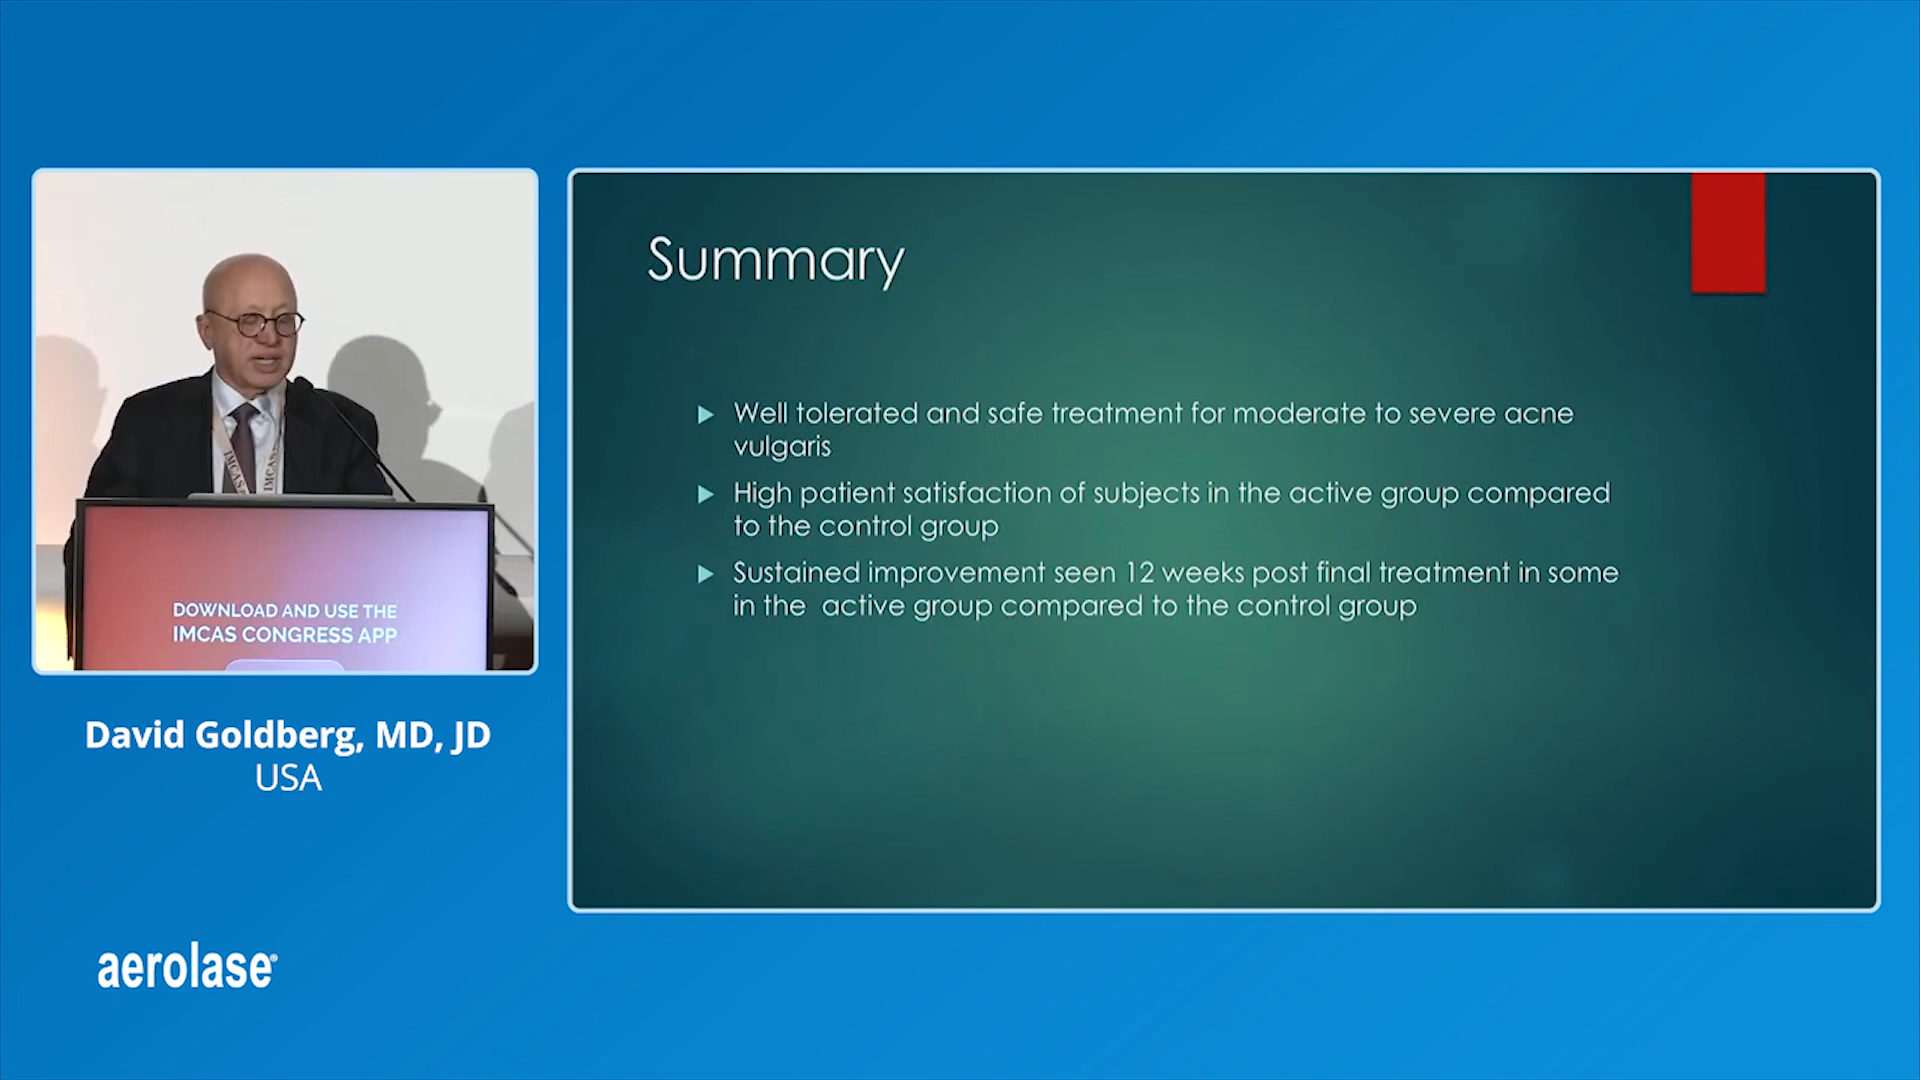 Summary
Well tolerated and safe treatment for moderate to severe acne
vulgaris
High patient satisfaction of subjects in the active group compared
to the control group
Sustained improvement seen 12 weeks post final treatment in some
in the  active group compared to the control group
IMCAS
IMCAS
DOWNLOAD AND USE THE
IMCAS CONGRESS APP
David Goldberg, MD, JD
USA
aerolase®